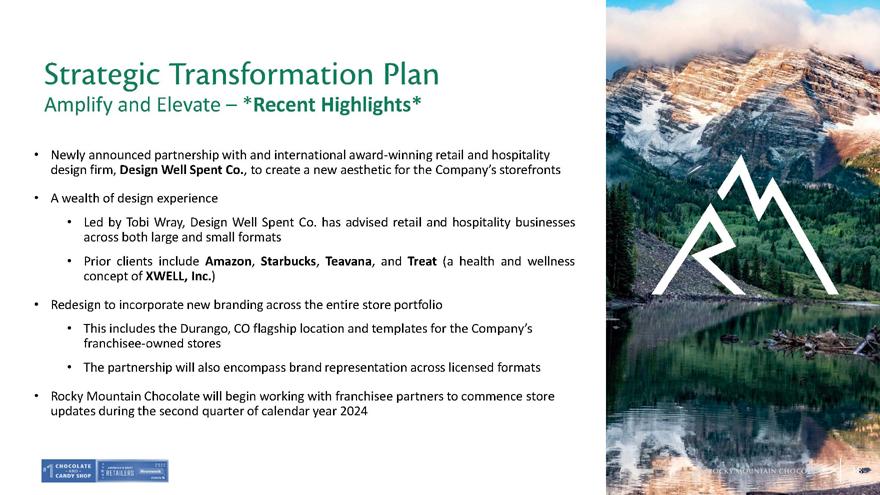 Strategic Transformation Plan
Amplify and Elevate – *Recent Highlights*
• Newly announced partnership with and international award-winning retail and hospitality
design firm, Design Well Spent Co., to create a new aesthetic for the Company's storefronts
• A wealth of design experience
• Led by Tobi Wray, Design Well Spent Co. has advised retail and hospitality businesses
across both large and small formats
• Prior clients include Amazon, Starbucks, Teavana, and Treat (a health and wellness
concept of XWELL, Inc.)
• Redesign to incorporate new branding across the entire store portfolio
• This includes the Durango, CO flagship location and templates for the Company's
franchisee-owned stores
• The partnership will also encompass brand representation across licensed formats
• Rocky Mountain Chocolate will begin working with franchisee partners to commence store
updates during the second quarter of calendar year 2024
#1 CHOCOLATE
AND
CANDY SHOP
RETAILERS
Newsweek
ROCKY MOUNTAIN CHOCO